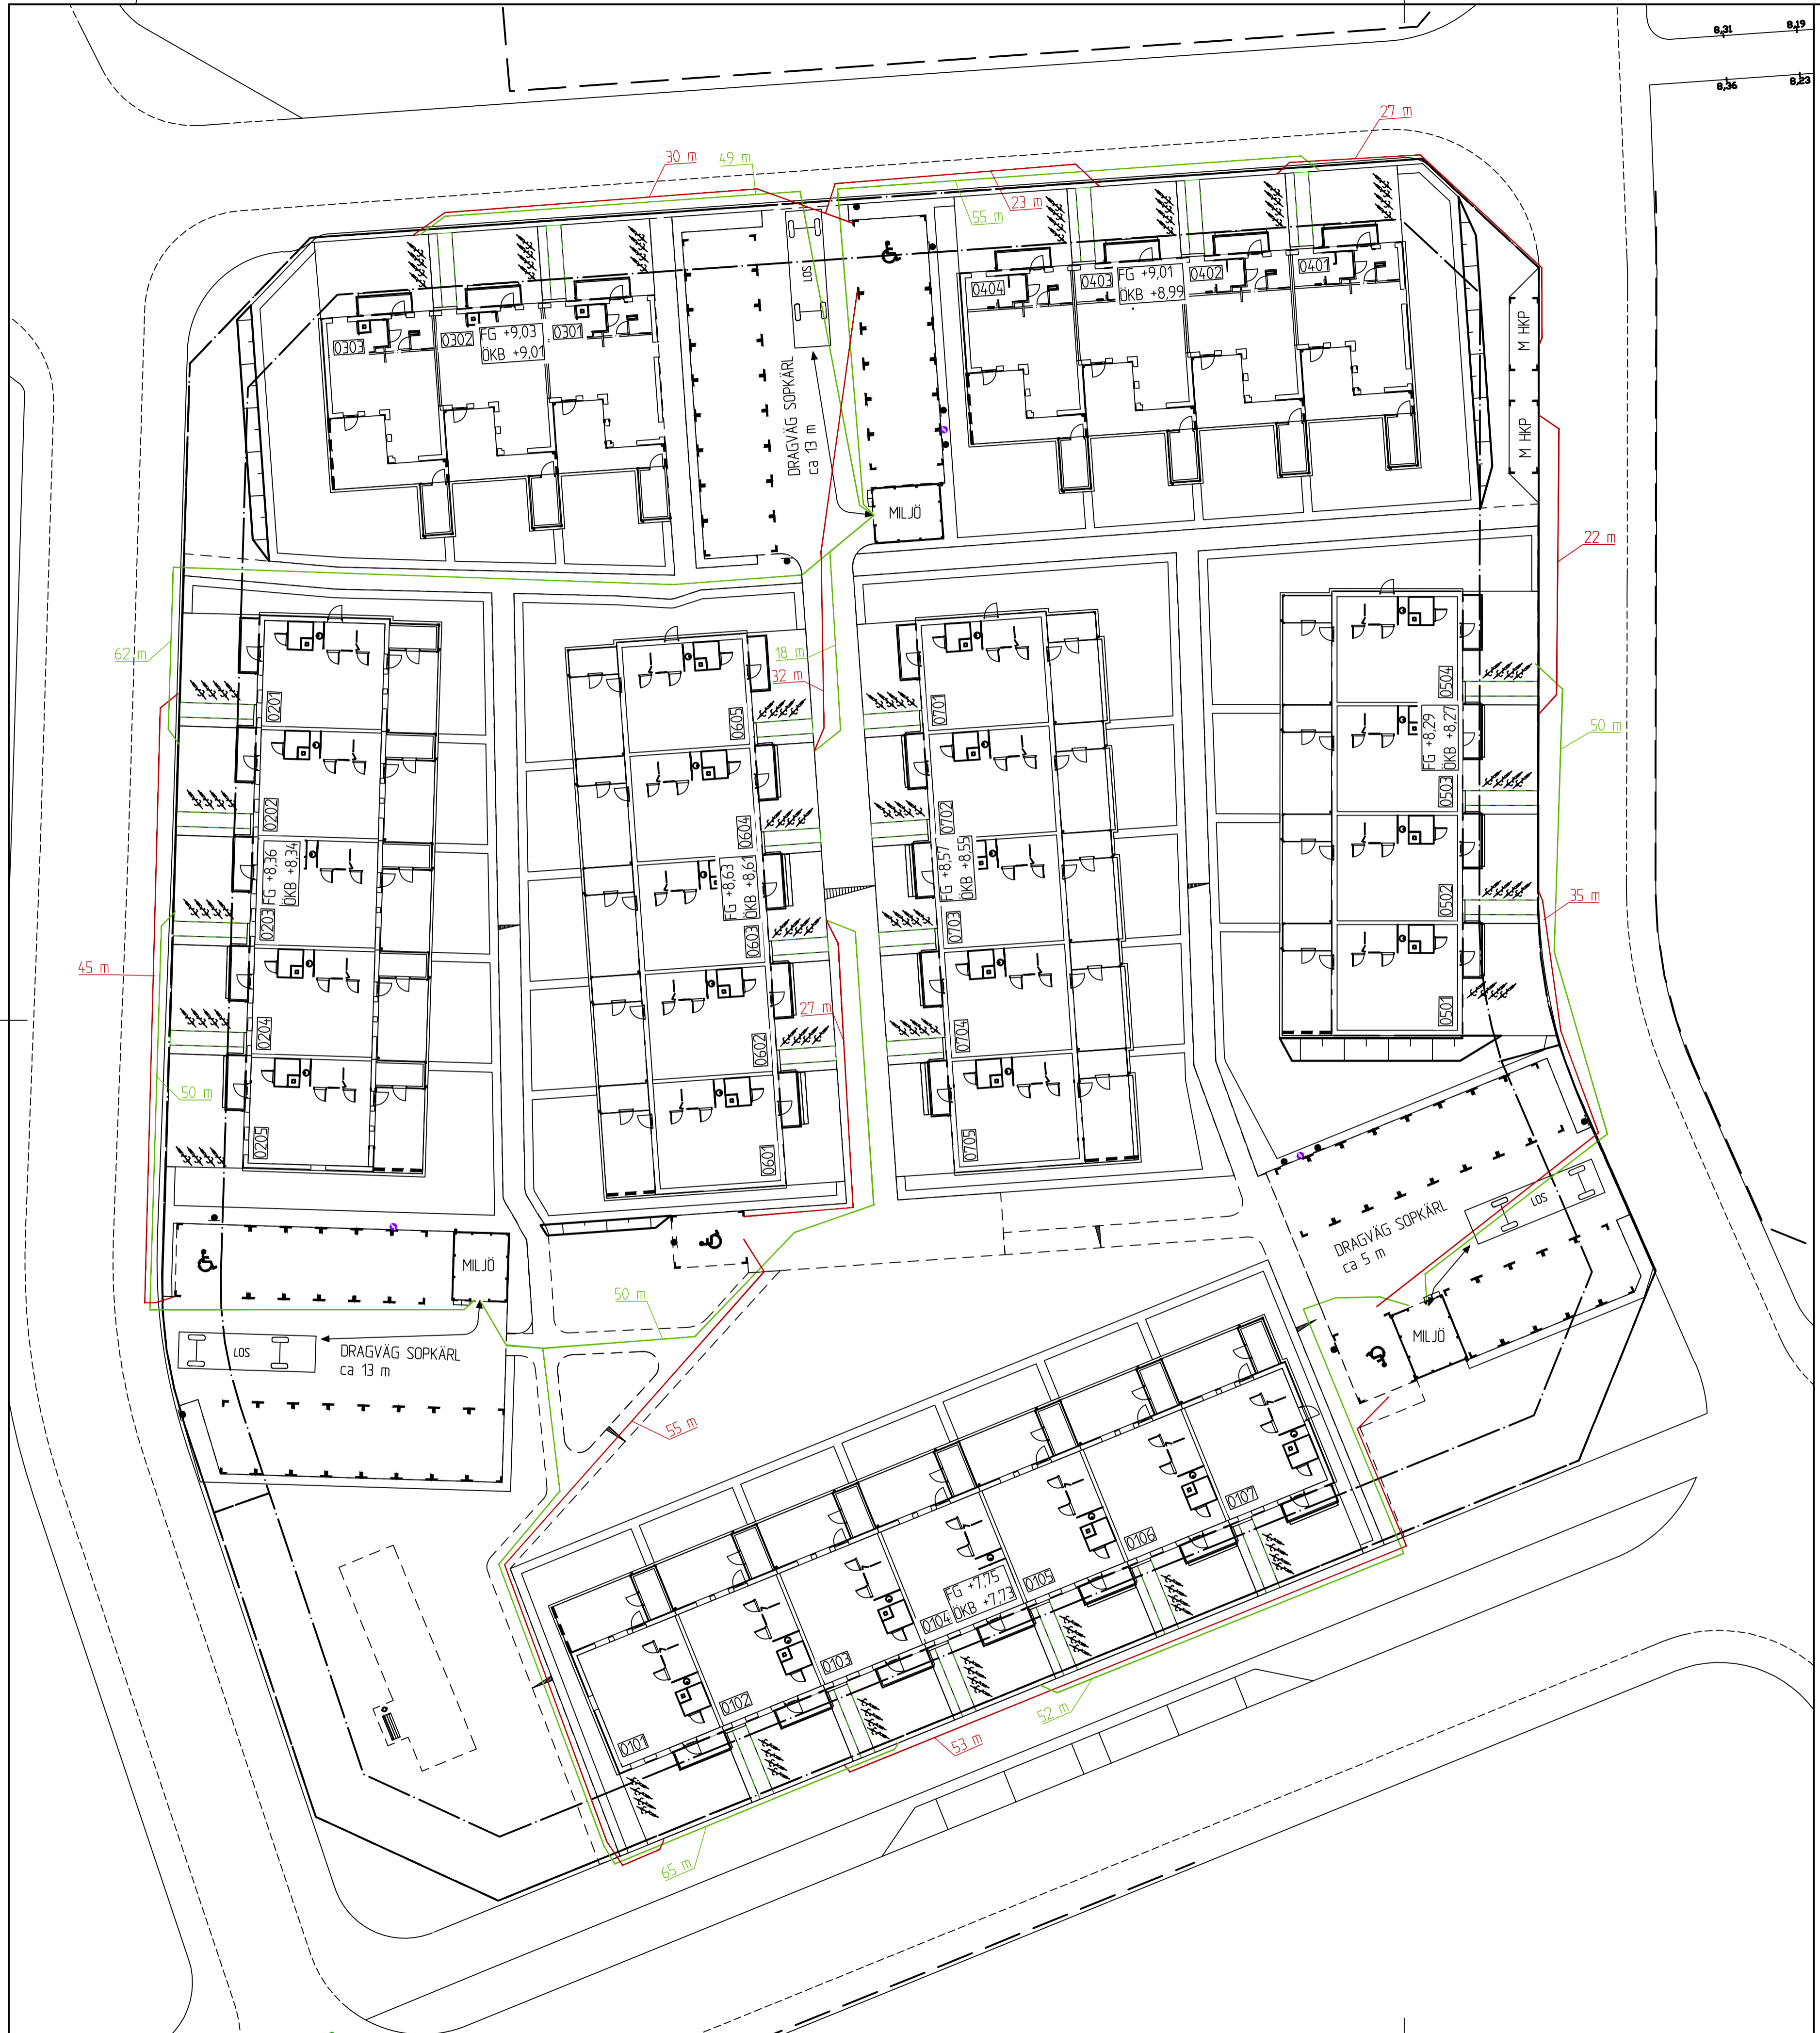 8,31
8,19
8,36
8,23
27 m
30 m
49 m
23 m
55 m
LOS
0404
0403
FG +9,01
ÖKB +8,99
0402
0401
0303
0302
FG +9,03
ÖKB +9,01
0301
M HKP
M HKP
DRAGVÄG SOPKÄRL
ca 13 m
MILJÖ
22 m
62 m
18 m
32 m
0201
0605
0701
0504
FG +8,29
ÖKB +8,27
50 m
0202
0604
0702
0503
FG +8,36
ÖKB +8,34
0203
FG +8,63
ÖKB +8,61
0603
FG +8,57
ÖKB +8,55
0703
0502
35 m
45 m
27 m
0204
0602
0704
0501
50 m
0205
0601
0705
MILJÖ
LOS
DRAGVÄG SOPKÄRL
ca 13 m
50 m
DRAGVÄG SOPKÄRL
ca 5 m
LOS
MILJÖ
55 m
0107
0106
0105
FG +7,75
ÖKB +7,73
0104
0103
0102
0101
52 m
53 m
65 m